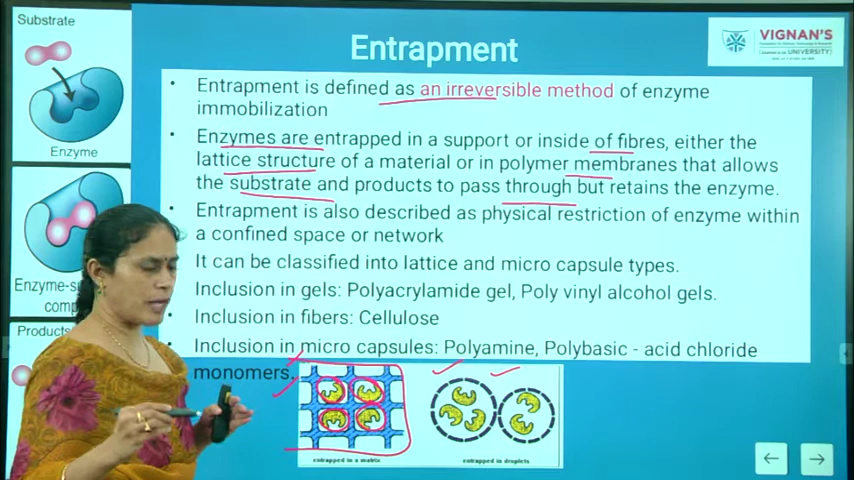 Substrate
Enzyme
Enzyme-su
comp
Products
Entrapment
VIGNAN'S
UNIVERSITY
• Entrapment is defined as an irreversible method of enzyme
immobilization
• Enzymes are entrapped in a support or inside of fibres, either the
lattice structure of a material or in polymer membranes that allows
the substrate and products to pass through but retains the enzyme.
• Entrapment is also described as physical restriction of enzyme within
a confined space or network
It can be classified into lattice and micro capsule types.
Inclusion in gels: Polyacrylamide gel, Poly vinyl alcohol gels.
• Inclusion in fibers: Cellulose
• Inclusion in micro capsules: Polyamine, Polybasic - acid chloride
monomers.
entrapped in a matrix
entrapped in droplets